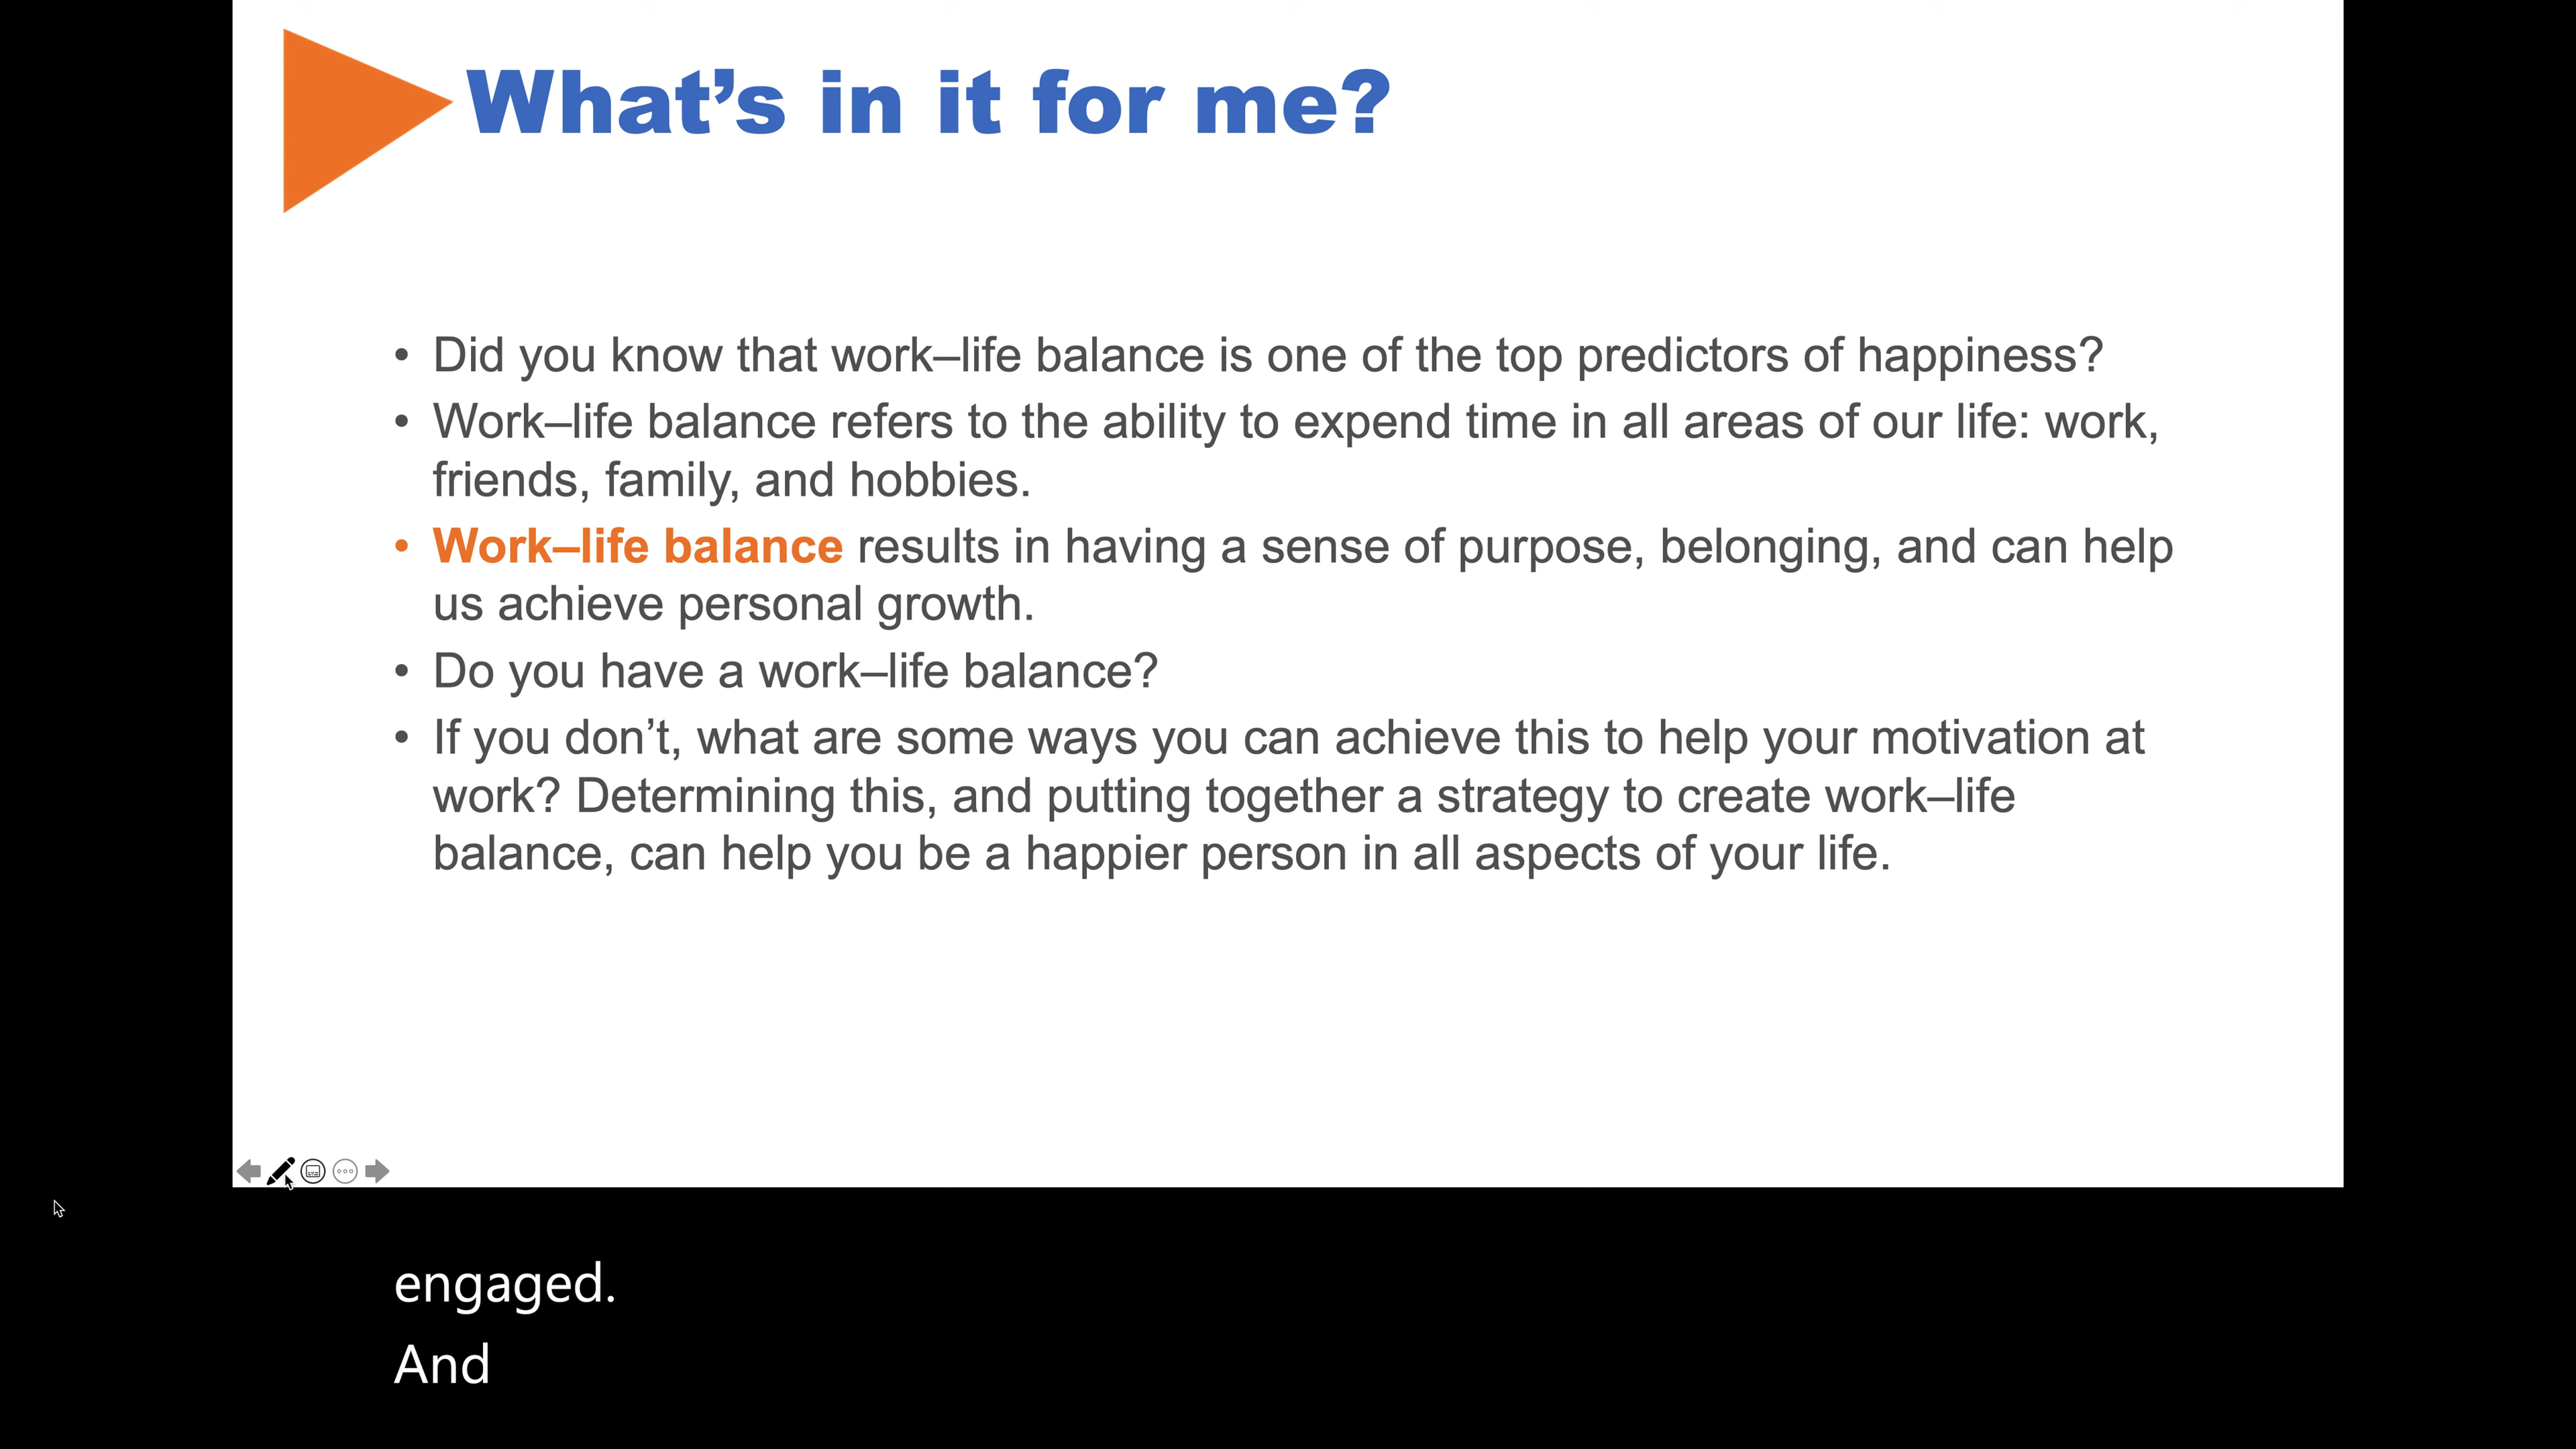 What’s in it for me?
• Did you know that work–life balance is one of the top predictors of happiness?
• Work–life balance refers to the ability to expend time in all areas of our life: work,
friends, family, and hobbies.
• Work–life balance results in having a sense of purpose, belonging, and can help
us achieve personal growth.
• Do you have a work–life balance?
• If you don’t, what are some ways you can achieve this to help your motivation at
work? Determining this, and putting together a strategy to create work–life
balance, can help you be a happier person in all aspects of your life.
engaged.
And